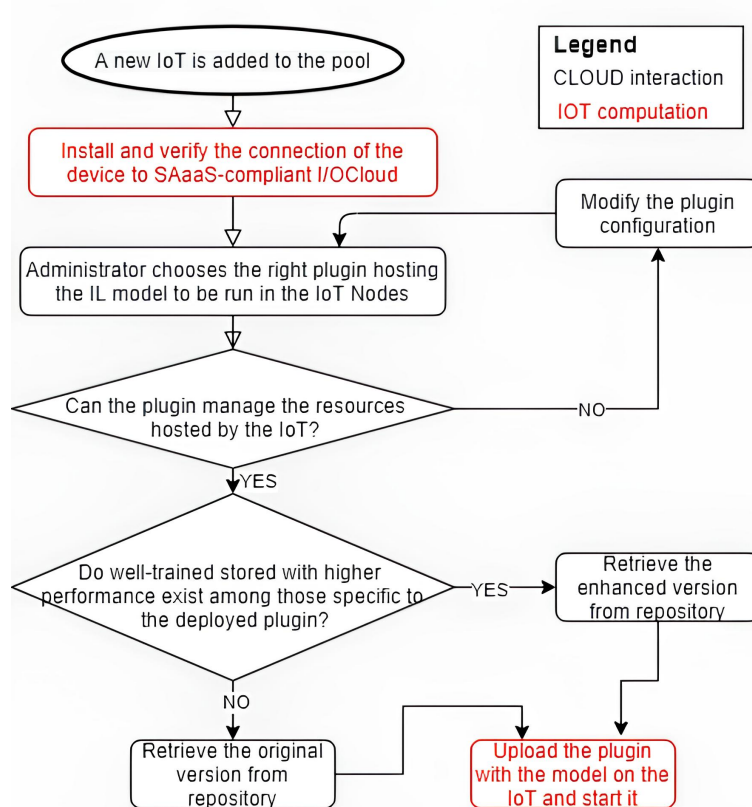 A new IoT is added to the pool
Legend
CLOUD interaction
IOT computation
Install and verify the connection of the
device to SAaaS-compliant I/OCloud
Modify the plugin
configuration
Administrator chooses the right plugin hosting
the IL model to be run in the IoT Nodes
Can the plugin manage the resources
hosted by the IoT?
NO
YES
Do well-trained stored with higher
performance exist among those specific to
the deployed plugin?
YES
Retrieve the
enhanced version
from repository
NO
Retrieve the original
version from
repository
Upload the plugin
with the model on the
IoT and start it